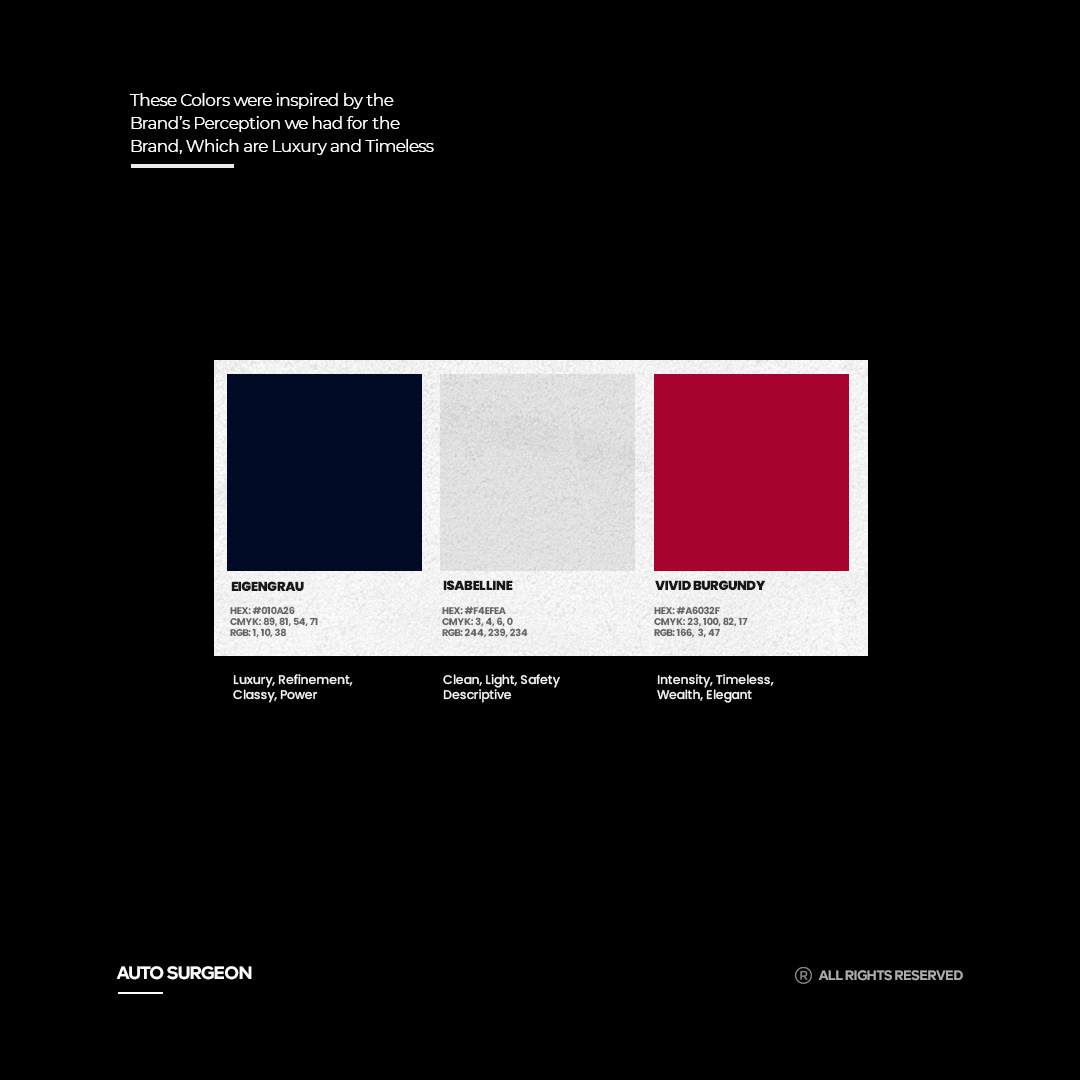 These Colors were inspired by the
Brand's Perception we had for the
Brand, Which are Luxury and Timeless
EIGENGRAU
HEX: #010A26
CMYK: 89, 81, 54, 71
RGB: 1, 10, 38
Luxury, Refinement,
Classy, Power
ISABELLINE
HEX: #F4EFEA
CMYK: 3, 4, 6, 0
RGB: 244, 239, 234
Clean, Light, Safety
Descriptive
VIVID BURGUNDY
HEX: #A6032F
CMYK: 23, 100, 82, 17
RGB: 166, 3, 47
Intensity, Timeless,
Wealth, Elegant
AUTO SURGEON
® ALL RIGHTS RESERVED